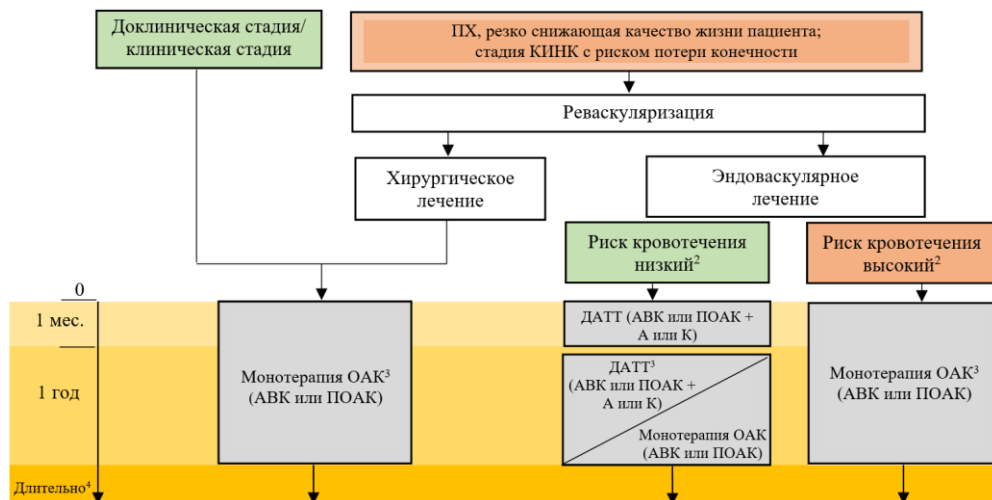 Доклиническая стадия/
клиническая стадия
ПХ, резко снижающая качество жизни пациента;
стадия КИНК с риском потери конечности
Реваскуляризация
Хирургическое
лечение
Эндоваскулярное
лечение
Риск кровотечения
низкий²
Риск кровотечения
высокий²
0
1 мес.
1 год
Длительно⁴
Монотерапия ОАК³
(АВК или ПОАК)
ДАТТ (АВК или ПОАК +
А или К)
ДАТТ³
(АВК или ПОАК +
А или К)
Монотерапия ОАК
(АВК или ПОАК)
Монотерапия ОАК³
(АВК или ПОАК)